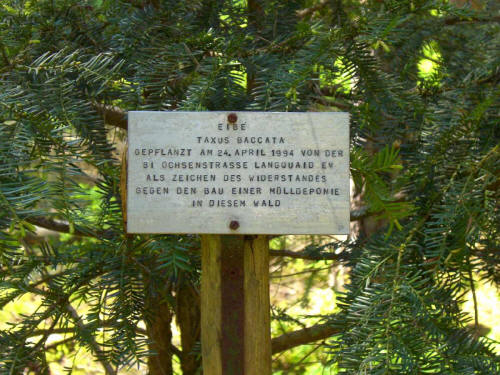 EIBE
TAXUS BACCATA
GEPFLANZT AM 24. APRIL 1994 VON DER
BI OCHSENSTRASSE LANGQUAID EV
ALS ZEICHEN DES WIDERSTANDES
GEGEN DEN BAU EINER MÜLLDEPONIE
IN DIESEM WALD